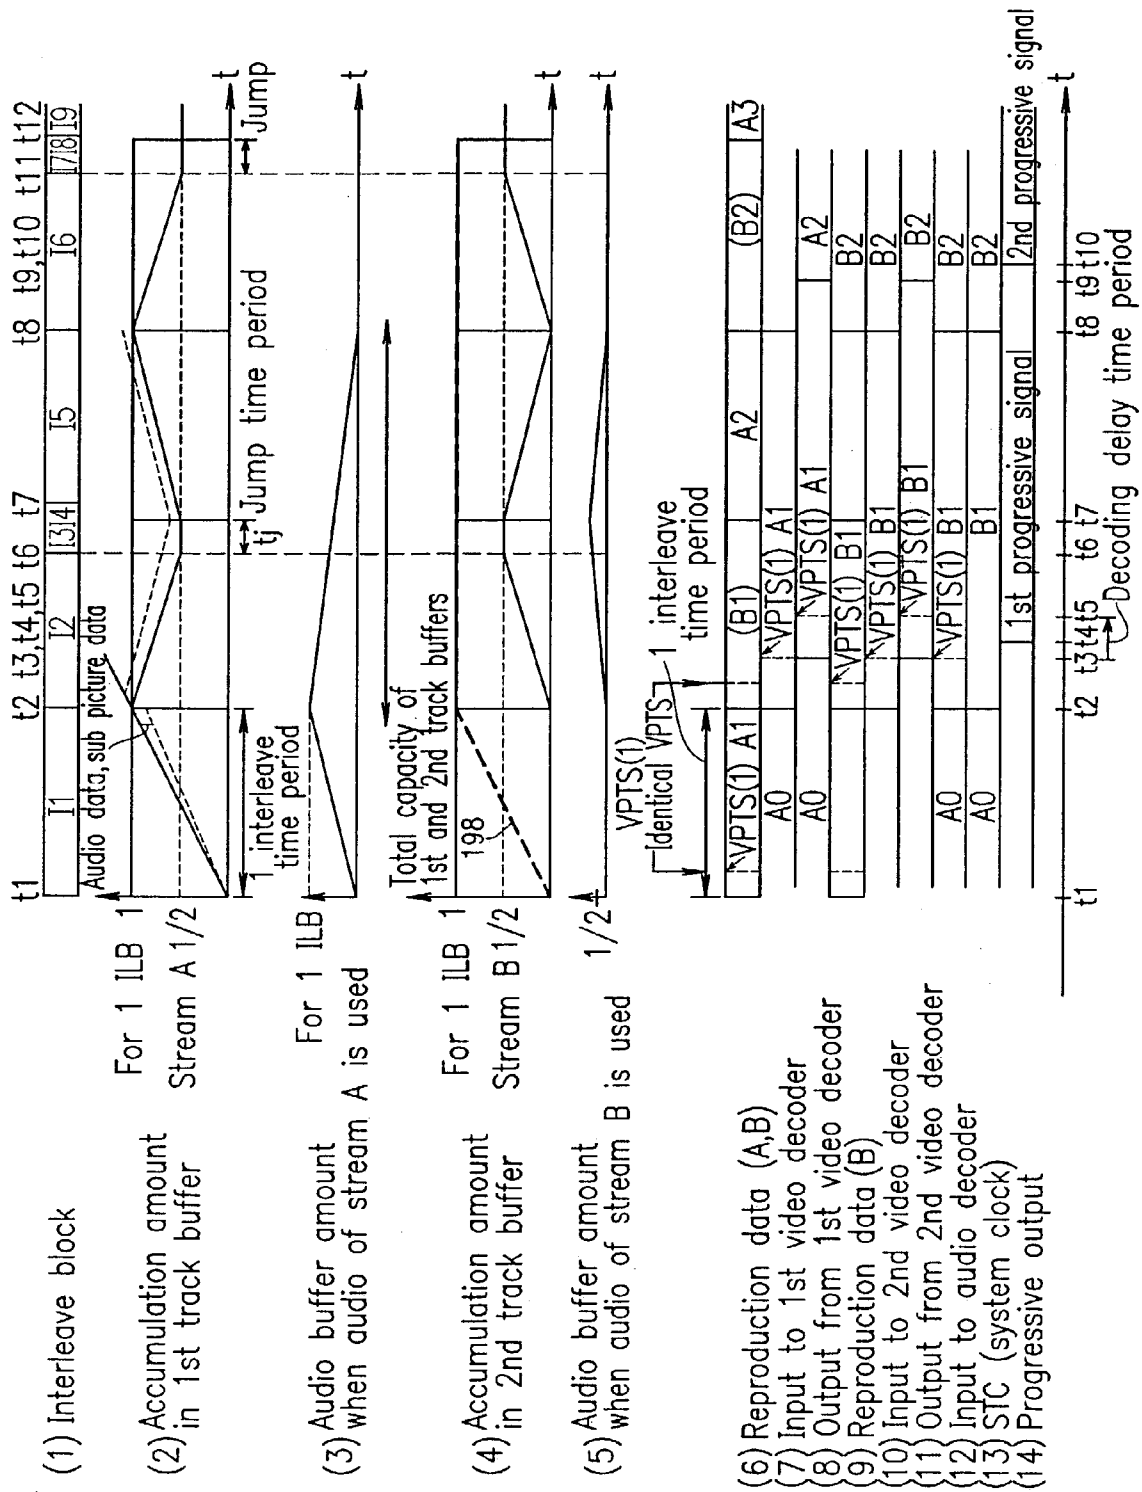 t1 t2 t3,t4,t5 t6 t7 t8 t9,t10 t11 t12
(1) Interleave block
I1 I2 I3 I4 I5 I6 I7 I8 I9
Audio data, sub picture data
(2) Accumulation amount
in 1st track buffer
For 1 ILB 1
Stream A 1/2
t
1 interleave
time period
tj
Jump time period
Jump
(3) Audio buffer amount
when audio of stream A is used
For 1 ILB
t
Total capacity of
1st and 2nd track buffers
(4) Accumulation amount
in 2nd track buffer
For 1 ILB 1
Stream B 1/2
198
t
(5) Audio buffer amount
when audio of stream B is used
1/2
t
VPTS(1)
Identical VPTS
1 interleave
time period
(6) Reproduction data (A,B)
VPTS(1) A1 (B1) A2 (B2) A3
(7) Input to 1st video decoder
A0 VPTS(1) A1
(8) Output from 1st video decoder
A0 VPTS(1) A1 A2
(9) Reproduction data (B)
VPTS(1) B1 B2
(10) Input to 2nd video decoder
VPTS(1) B1 B2
(11) Output from 2nd video decoder
VPTS(1) B1 B2
(12) Input to audio decoder
A0 VPTS(1) B1 B2
(13) STC (system clock)
A0 B1 B2
(14) Progressive output
1st progressive signal 2nd progressive signal
t1 t2 t3 t4 t5 t6 t7 t8 t9 t10 t
Decoding delay time period